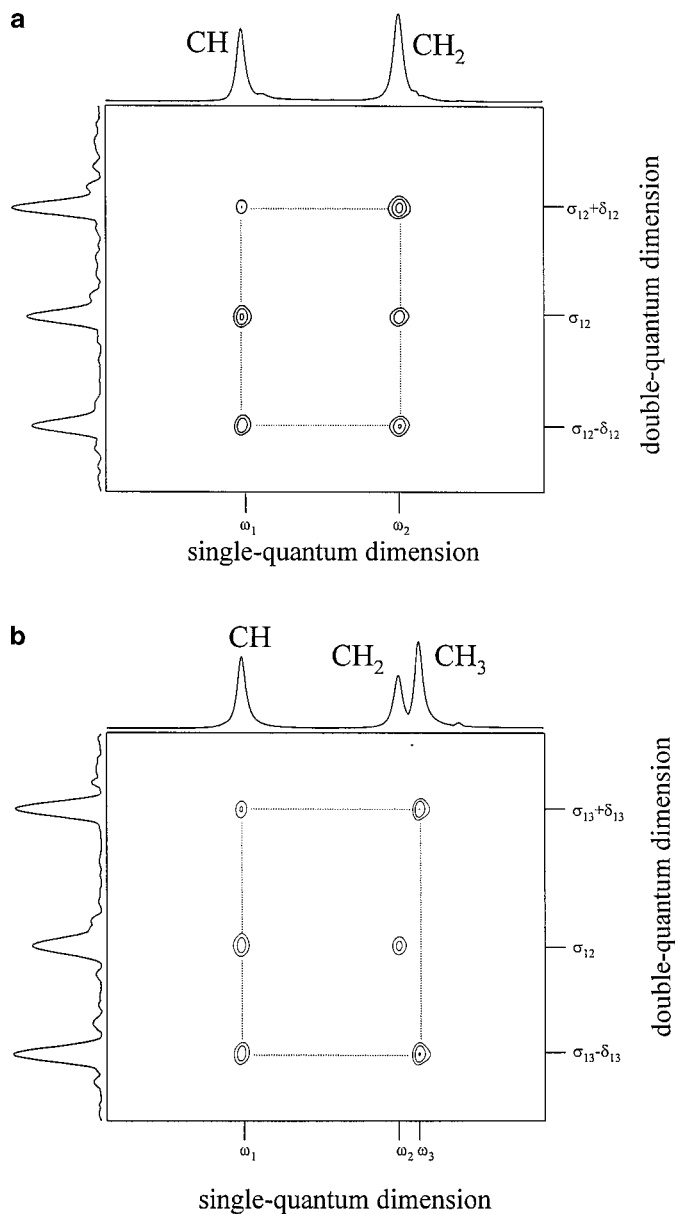 a
CH CH₂
σ₁₂+δ₁₂
σ₁₂
σ₁₂-δ₁₂
double-quantum dimension
ω₁ ω₂
single-quantum dimension
b
CH CH₂ CH₃
σ₁₃+δ₁₃
σ₁₂
σ₁₃-δ₁₃
double-quantum dimension
ω₁ ω₂ ω₃
single-quantum dimension